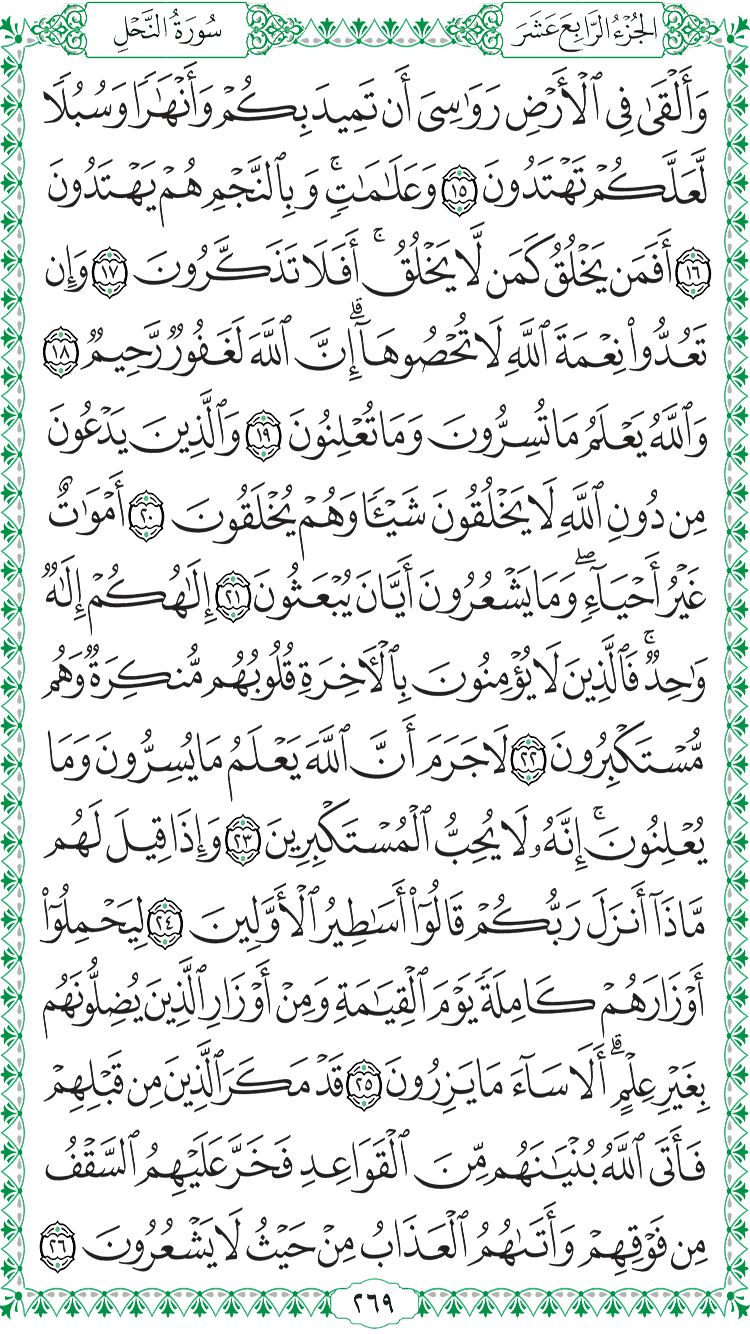 الجُزْءُ الرَّابِعَ عَشَرَ
سُورَةُ النَّحْلِ
وَأَلْقَىٰ فِي ٱلْأَرْضِ رَوَٰسِيَ أَن تَمِيدَ بِكُمْ وَأَنْهَٰرًا وَسُبُلًا
لَّعَلَّكُمْ تَهْتَدُونَ ١٥ وَعَلَٰمَٰتٍۚ وَبِٱلنَّجْمِ هُمْ يَهْتَدُونَ
١٦ أَفَمَن يَخْلُقُ كَمَن لَّا يَخْلُقُۚ أَفَلَا تَذَكَّرُونَ ١٧ وَإِن
تَعُدُّوا۟ نِعْمَةَ ٱللَّهِ لَا تُحْصُوهَآۗ إِنَّ ٱللَّهَ لَغَفُورٌ رَّحِيمٌ ١٨
وَٱللَّهُ يَعْلَمُ مَا تُسِرُّونَ وَمَا تُعْلِنُونَ ١٩ وَٱلَّذِينَ يَدْعُونَ
مِن دُونِ ٱللَّهِ لَا يَخْلُقُونَ شَيْـًٔا وَهُمْ يُخْلَقُونَ ٢٠ أَمْوَٰتٌ
غَيْرُ أَحْيَآءٍۖ وَمَا يَشْعُرُونَ أَيَّانَ يُبْعَثُونَ ٢١ إِلَٰهُكُمْ إِلَٰهٌ
وَٰحِدٌۚ فَٱلَّذِينَ لَا يُؤْمِنُونَ بِٱلْأَخِرَةِ قُلُوبُهُم مُّنكِرَةٌ وَهُم
مُّسْتَكْبِرُونَ ٢٢ لَا جَرَمَ أَنَّ ٱللَّهَ يَعْلَمُ مَا يُسِرُّونَ وَمَا
يُعْلِنُونَۚ إِنَّهُۥ لَا يُحِبُّ ٱلْمُسْتَكْبِرِينَ ٢٣ وَإِذَا قِيلَ لَهُم
مَّاذَآ أَنزَلَ رَبُّكُمْ قَالُوٓا۟ أَسَٰطِيرُ ٱلْأَوَّلِينَ ٢٤ لِيَحْمِلُوٓا۟
أَوْزَارَهُمْ كَامِلَةً يَوْمَ ٱلْقِيَٰمَةِ وَمِنْ أَوْزَارِ ٱلَّذِينَ يُضِلُّونَهُم
بِغَيْرِ عِلْمٍۗ أَلَا سَآءَ مَا يَزِرُونَ ٢٥ قَدْ مَكَرَ ٱلَّذِينَ مِن قَبْلِهِمْ
فَأَتَى ٱللَّهُ بُنْيَٰنَهُم مِّنَ ٱلْقَوَاعِدِ فَخَرَّ عَلَيْهِمُ ٱلسَّقْفُ
مِن فَوْقِهِمْ وَأَتَىٰهُمُ ٱلْعَذَابُ مِنْ حَيْثُ لَا يَشْعُرُونَ ٢٦
٢٦٩